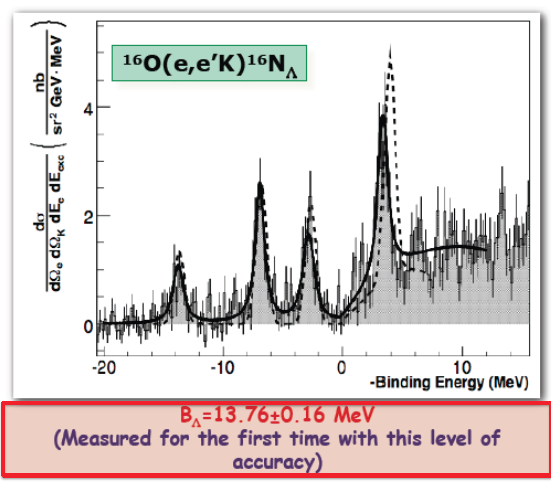 ¹⁶O(e,e’K)¹⁶N_Λ
dσ / dΩ_e dΩ_K dE_e dE_exc ( nb / sr² GeV·MeV )
4
2
0
-20 -10 0 10
-Binding Energy (MeV)
B_Λ=13.76±0.16 MeV
(Measured for the first time with this level of
accuracy)